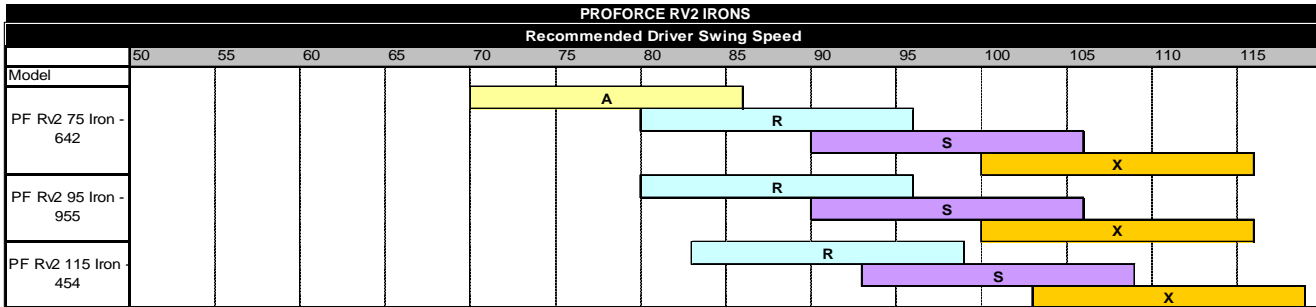 PROFORCE RV2 IRONS
Recommended Driver Swing Speed
50 55 60 65 70 75 80 85 90 95 100 105 110 115
Model
PF Rv2 75 Iron -
642
A
R
S
X
PF Rv2 95 Iron -
955
R
S
X
PF Rv2 115 Iron -
454
R
S
X